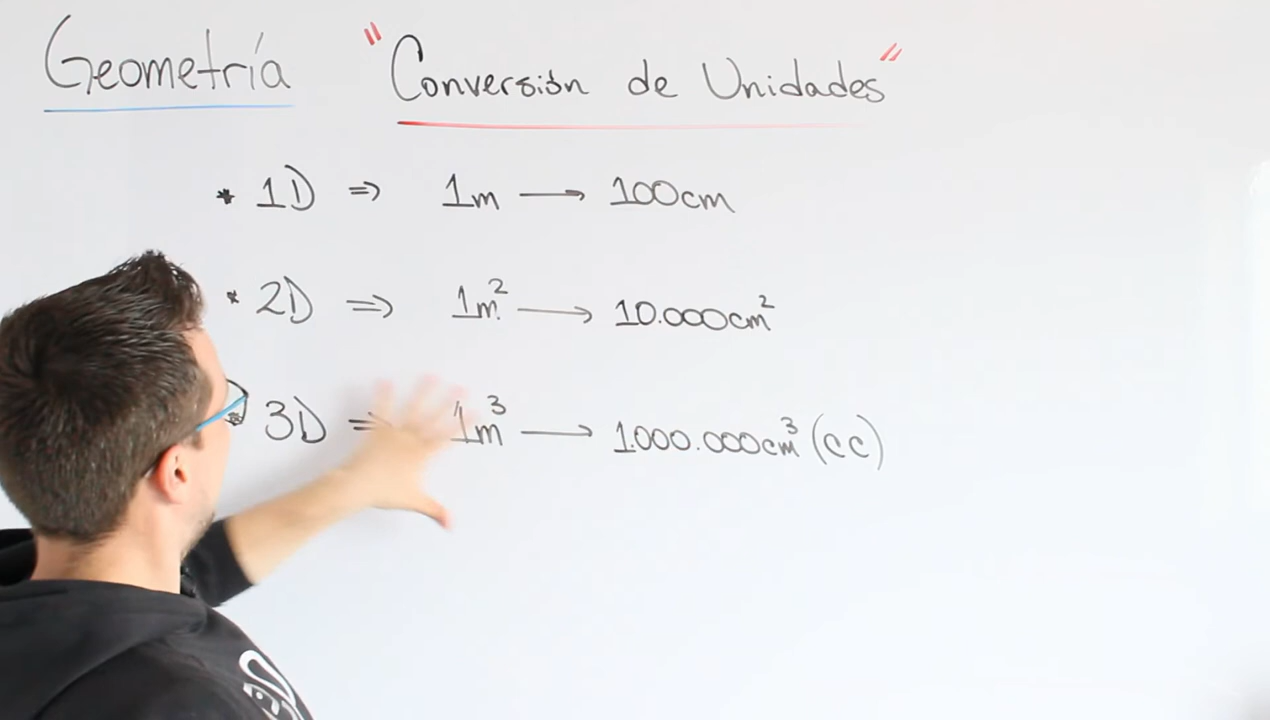 Geometría "Conversión de Unidades"
* 1D ⇒ 1m → 100cm
* 2D ⇒ 1m² → 10.000cm²
* 3D ⇒ 1m³ → 1.000.000cm³ (cc)